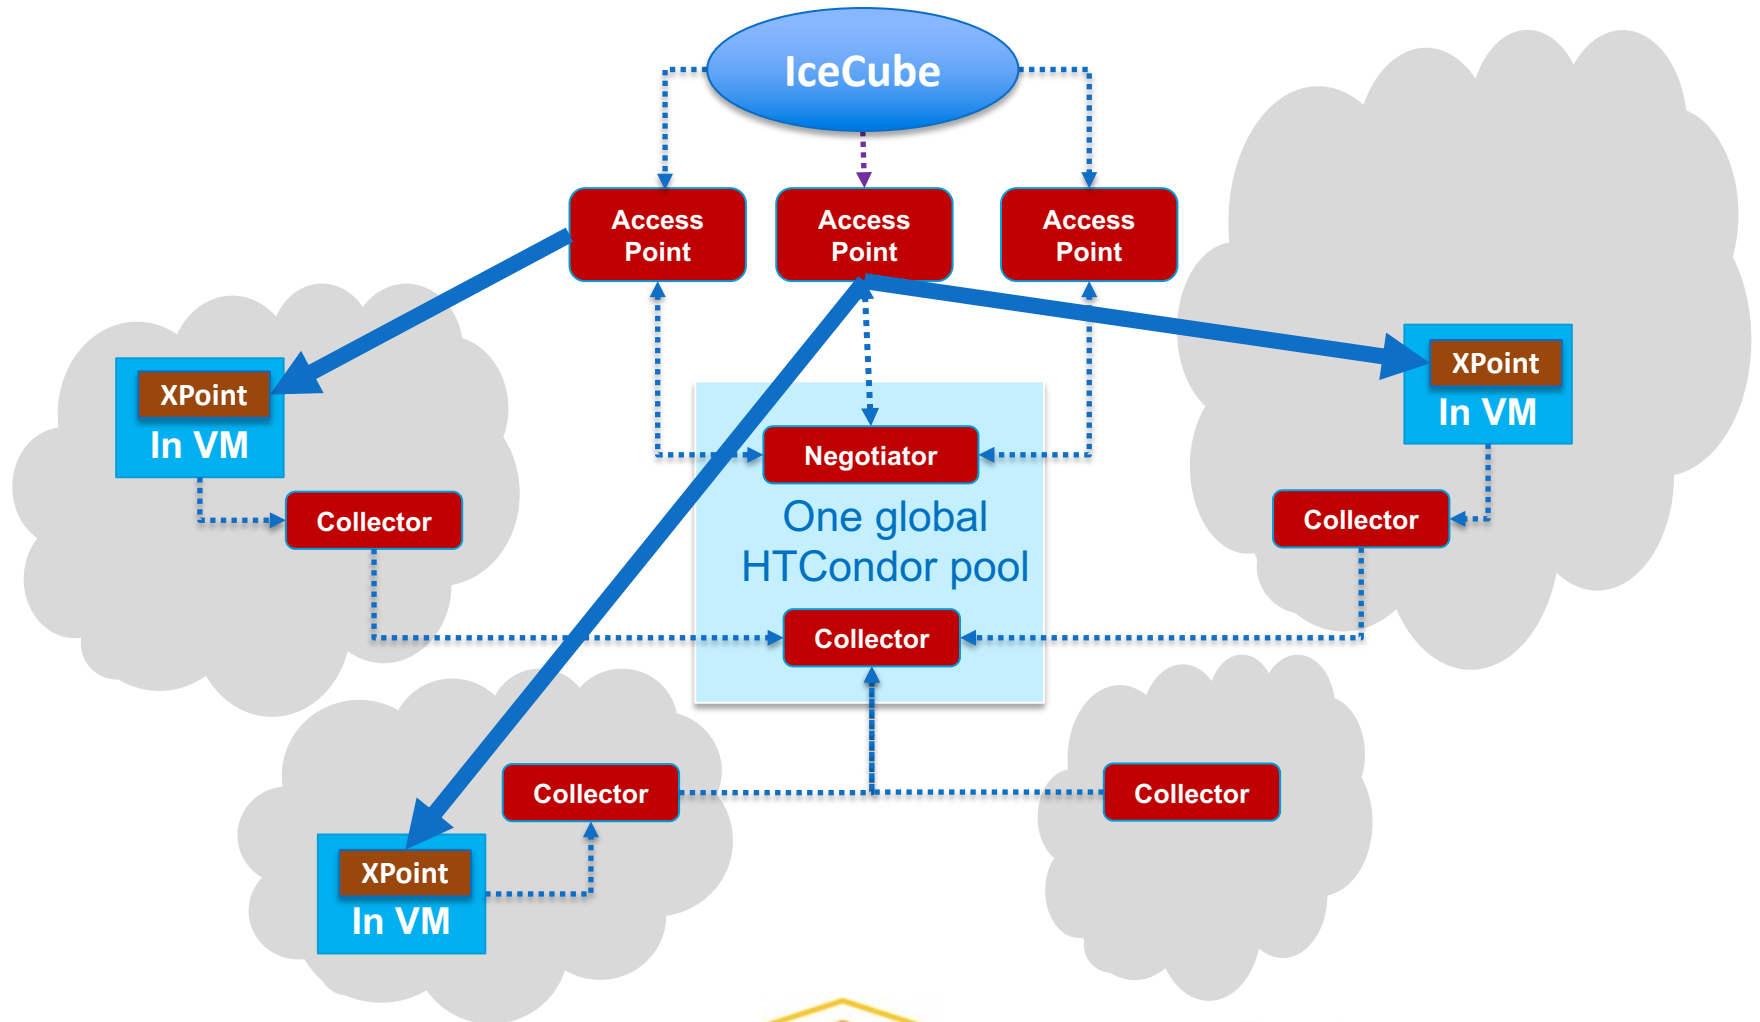 IceCube
Access
Point
Access
Point
Access
Point
XPoint
In VM
XPoint
In VM
Negotiator
One global
HTCondor pool
Collector
Collector
Collector
Collector
Collector
XPoint
In VM